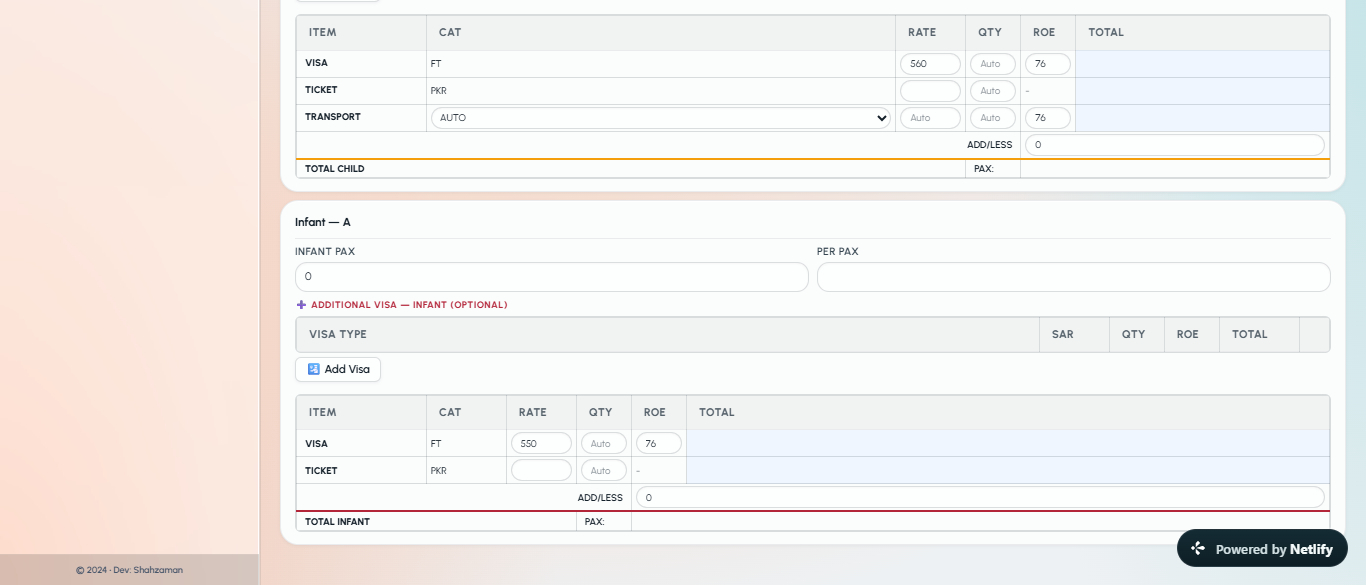 ITEM CAT RATE QTY ROE TOTAL
VISA FT 560 Auto 76
TICKET PKR Auto -
TRANSPORT AUTO Auto Auto 76
ADD/LESS 0
TOTAL CHILD PAX:
Infant — A
INFANT PAX PER PAX
0
➕ ADDITIONAL VISA — INFANT (OPTIONAL)
VISA TYPE SAR QTY ROE TOTAL
🛂 Add Visa
ITEM CAT RATE QTY ROE TOTAL
VISA FT 550 Auto 76
TICKET PKR Auto -
ADD/LESS 0
TOTAL INFANT PAX:
Powered by Netlify
© 2024 · Dev: Shahzaman